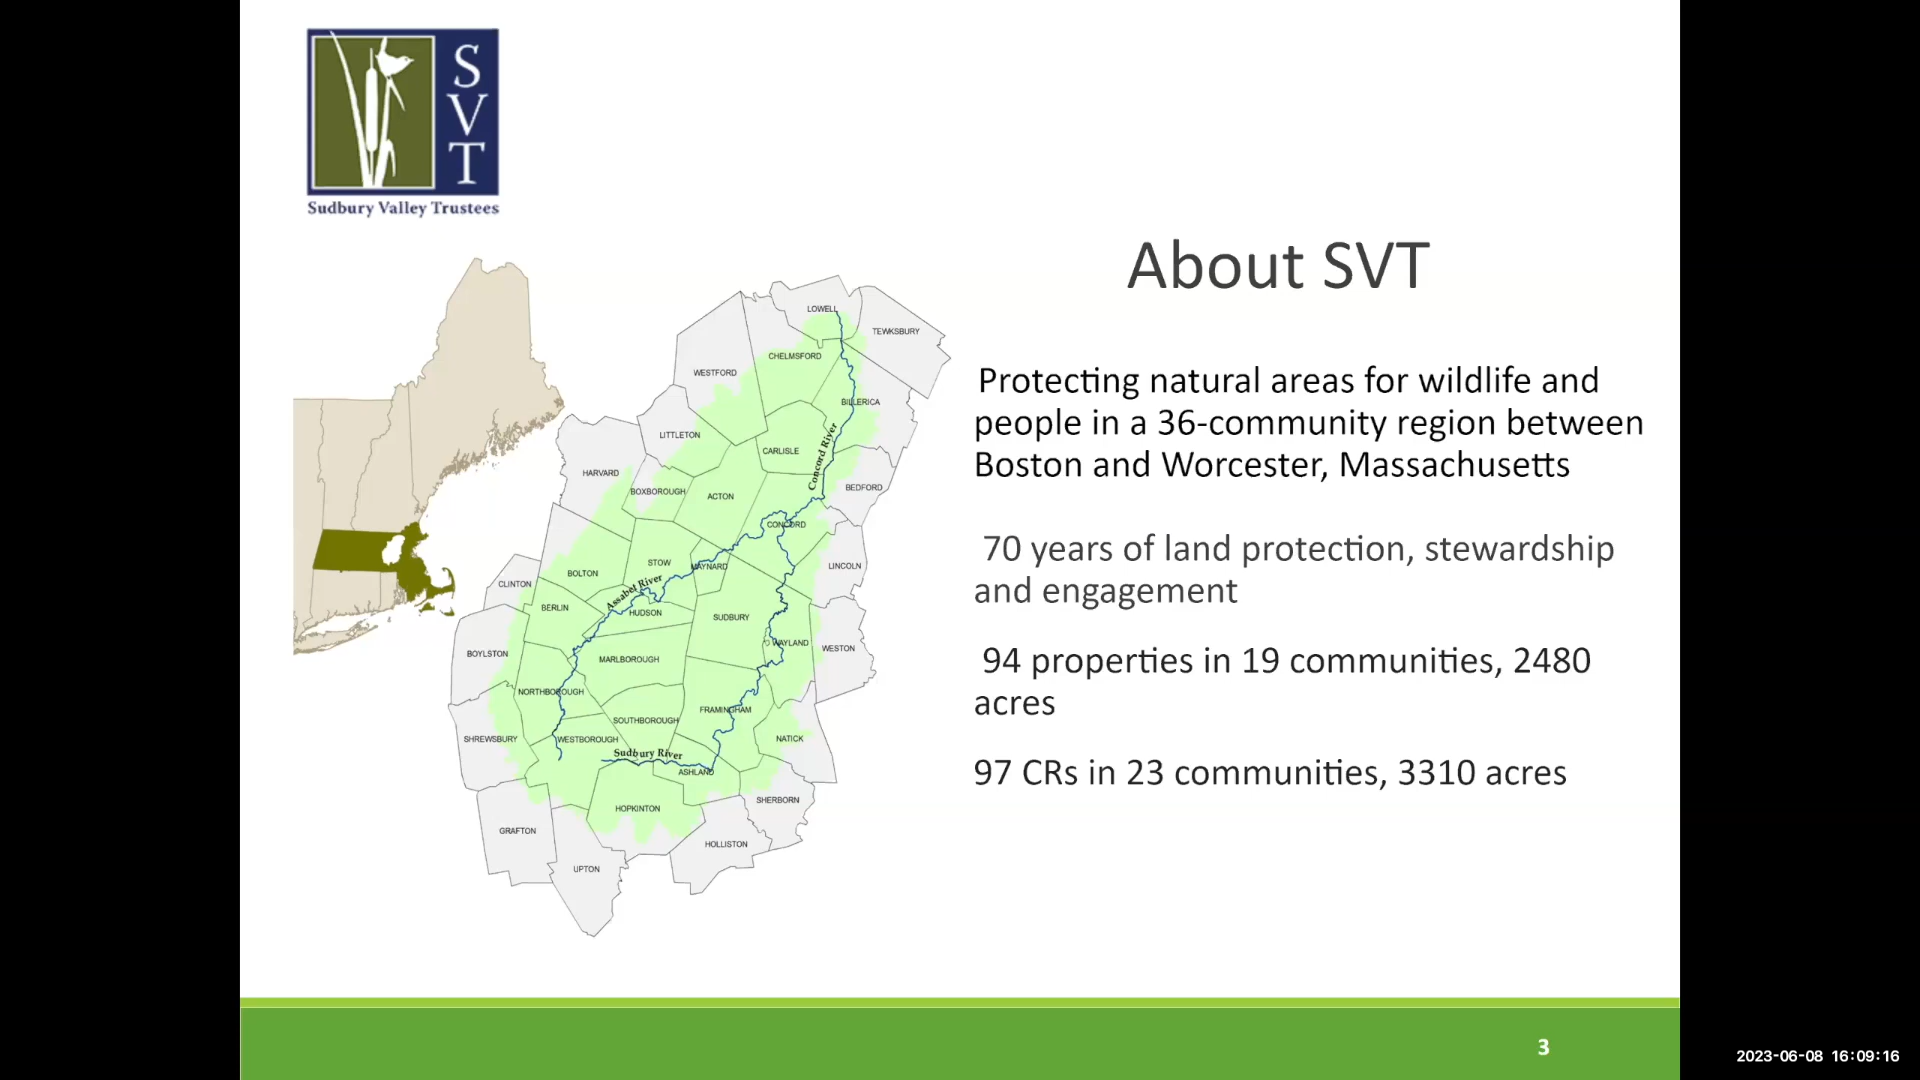 S
V
T
Sudbury Valley Trustees
About SVT
Protecting natural areas for wildlife and
people in a 36-community region between
Boston and Worcester, Massachusetts
70 years of land protection, stewardship
and engagement
94 properties in 19 communities, 2480
acres
97 CRs in 23 communities, 3310 acres
LOWELL
TEWKSBURY
CHELMSFORD
WESTFORD
BILLERICA
LITTLETON
CARLISLE
Concord River
HARVARD
BOXBOROUGH
ACTON
BEDFORD
CONCORD
STOW
MAYNARD
LINCOLN
BOLTON
CLINTON
Assabet River
BERLIN
HUDSON
SUDBURY
WAYLAND
WESTON
BOYLSTON
MARLBOROUGH
NORTHBOROUGH
FRAMINGHAM
SOUTHBOROUGH
SHREWSBURY
WESTBOROUGH
NATICK
Sudbury River
ASHLAND
SHERBORN
HOPKINTON
GRAFTON
HOLLISTON
UPTON
3
2023-06-08 16:09:16